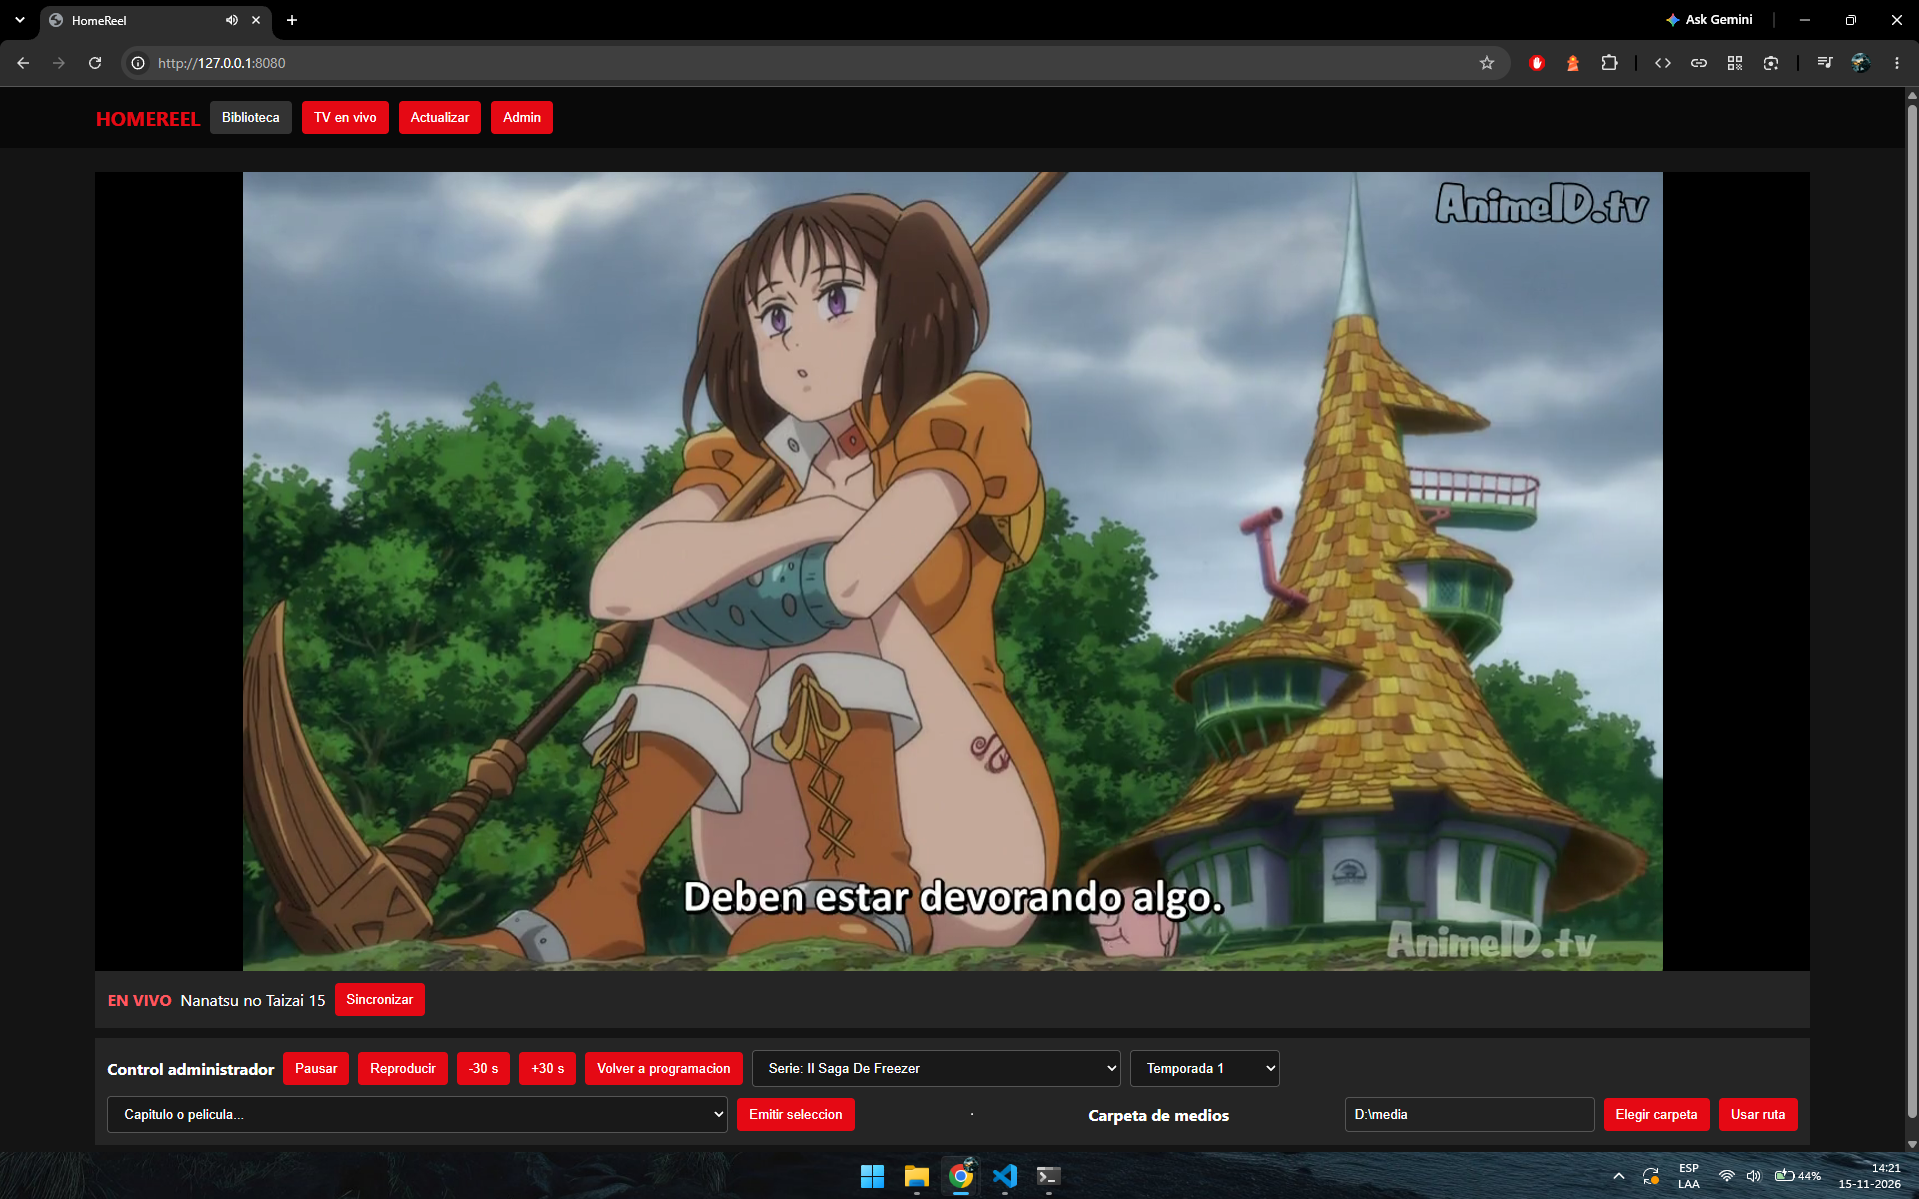 HomeReel
Ask Gemini
http://127.0.0.1:8080
HOMEREEL Biblioteca TV en vivo Actualizar Admin
AnimeID.tv
Deben estar devorando algo.
AnimeID.tv
EN VIVO Nanatsu no Taizai 15 Sincronizar
Control administrador Pausar Reproducir -30 s +30 s Volver a programacion Serie: II Saga De Freezer Temporada 1
Capitulo o pelicula... Emitir seleccion · Carpeta de medios D:\media Elegir carpeta Usar ruta
ESP 44% 14:21
LAA 15-11-2026